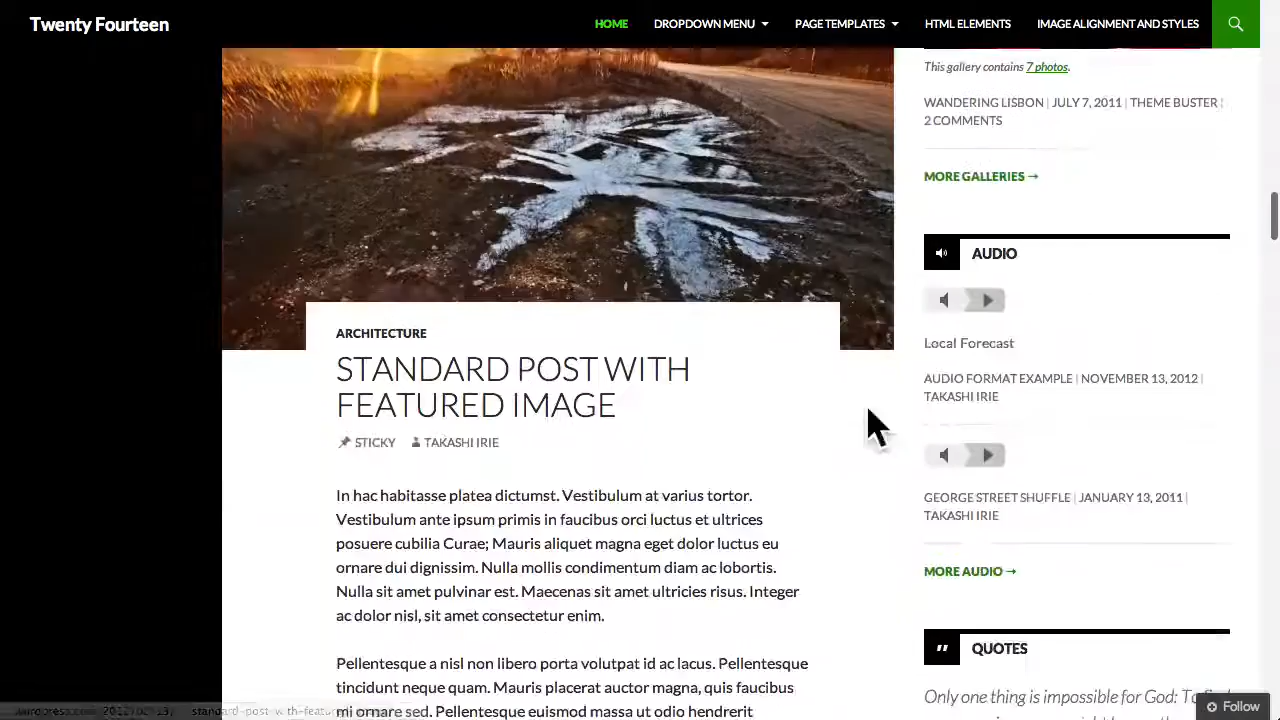 Twenty Fourteen
HOME DROPDOWN MENU PAGE TEMPLATES HTML ELEMENTS IMAGE ALIGNMENT AND STYLES
ARCHITECTURE
STANDARD POST WITH
FEATURED IMAGE
STICKY TAKASHI IRIE
In hac habitasse platea dictumst. Vestibulum at varius tortor.
Vestibulum ante ipsum primis in faucibus orci luctus et ultrices
posuere cubilia Curae; Mauris aliquet magna eget dolor luctus eu
ornare dui dignissim. Nulla mollis condimentum diam ac lobortis.
Nulla sit amet pulvinar est. Maecenas sit amet ultricies risus. Integer
ac dolor nisl, sit amet consectetur enim.
Pellentesque a nisl non libero porta volutpat id ac lacus. Pellentesque
tincidunt neque quam. Mauris placerat auctor magna, quis faucibus
mi ornare sed. Pellentesque euismod massa ut odio hendrerit
This gallery contains 7 photos.
WANDERING LISBON | JULY 7, 2011 | THEME BUSTER |
2 COMMENTS
MORE GALLERIES →
AUDIO
Local Forecast
AUDIO FORMAT EXAMPLE | NOVEMBER 13, 2012 |
TAKASHI IRIE
GEORGE STREET SHUFFLE | JANUARY 13, 2011 |
TAKASHI IRIE
MORE AUDIO →
QUOTES
Only one thing is impossible for God: To find
Follow